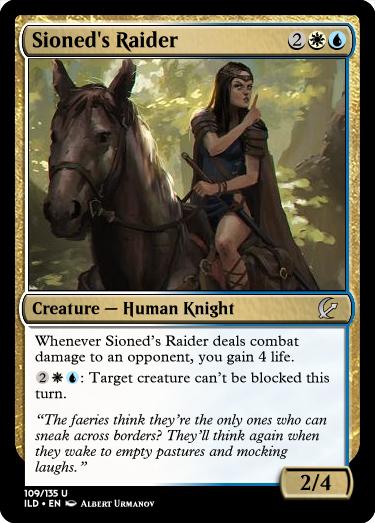 Sioned's Raider 2
Creature — Human Knight
Whenever Sioned's Raider deals combat
damage to an opponent, you gain 4 life.
2 : Target creature can't be blocked this
turn.
"The faeries think they're the only ones who can
sneak across borders? They'll think again when
they wake to empty pastures and mocking
laughs."
2/4
109/135 U
ILD • EN Albert Urmanov